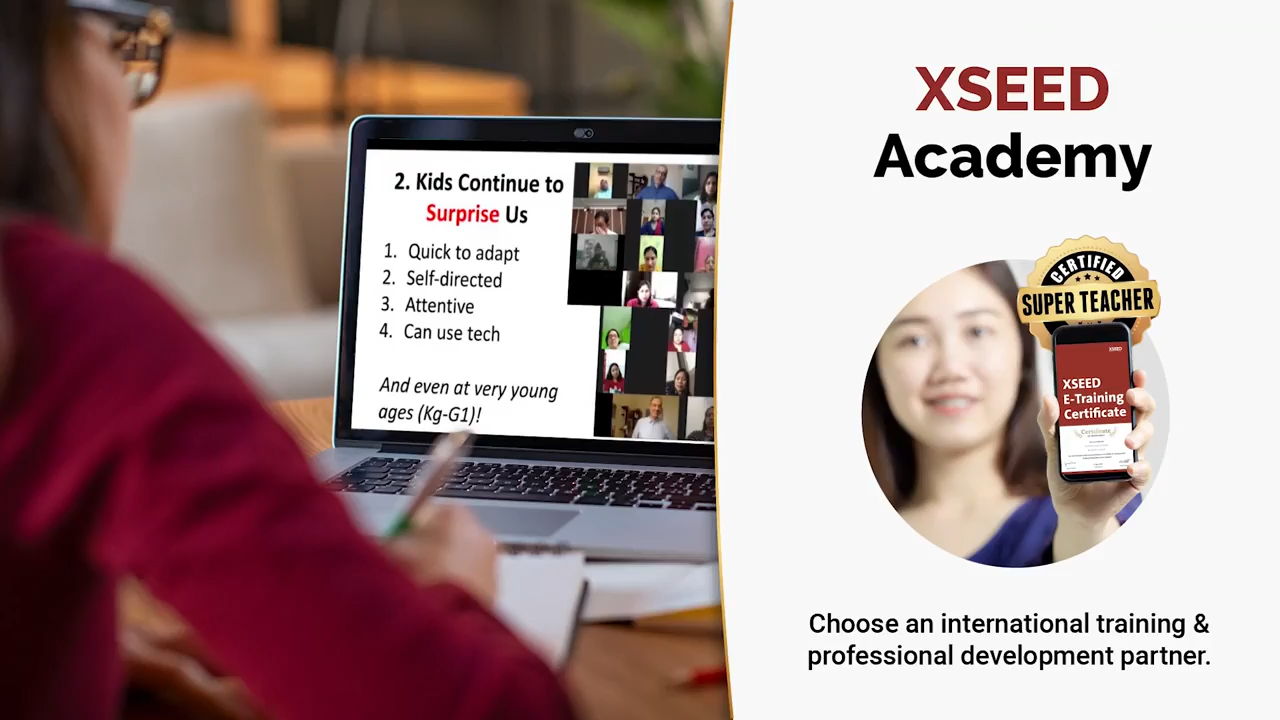 2. Kids Continue to
Surprise Us
1. Quick to adapt
2. Self-directed
3. Attentive
4. Can use tech
And even at very young
ages (Kg-G1)!
XSEED
Academy
CERTIFIED
SUPER TEACHER
XSEED
XSEED
E-Training
Certificate
Certificate
Choose an international training &
professional development partner.